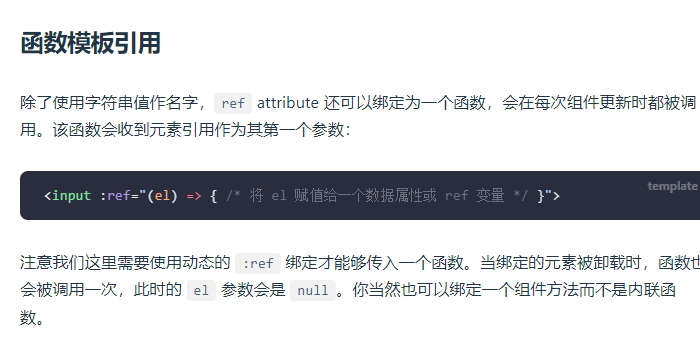 函数模板引用
除了使用字符串值作名字，ref attribute 还可以绑定为一个函数，会在每次组件更新时都被调
用。该函数会收到元素引用作为其第一个参数：
template
<input :ref="(el) => { /* 将 el 赋值给一个数据属性或 ref 变量 */ }">
注意我们这里需要使用动态的 :ref 绑定才能够传入一个函数。当绑定的元素被卸载时，函数也
会被调用一次，此时的 el 参数会是 null。你当然也可以绑定一个组件方法而不是内联函
数。